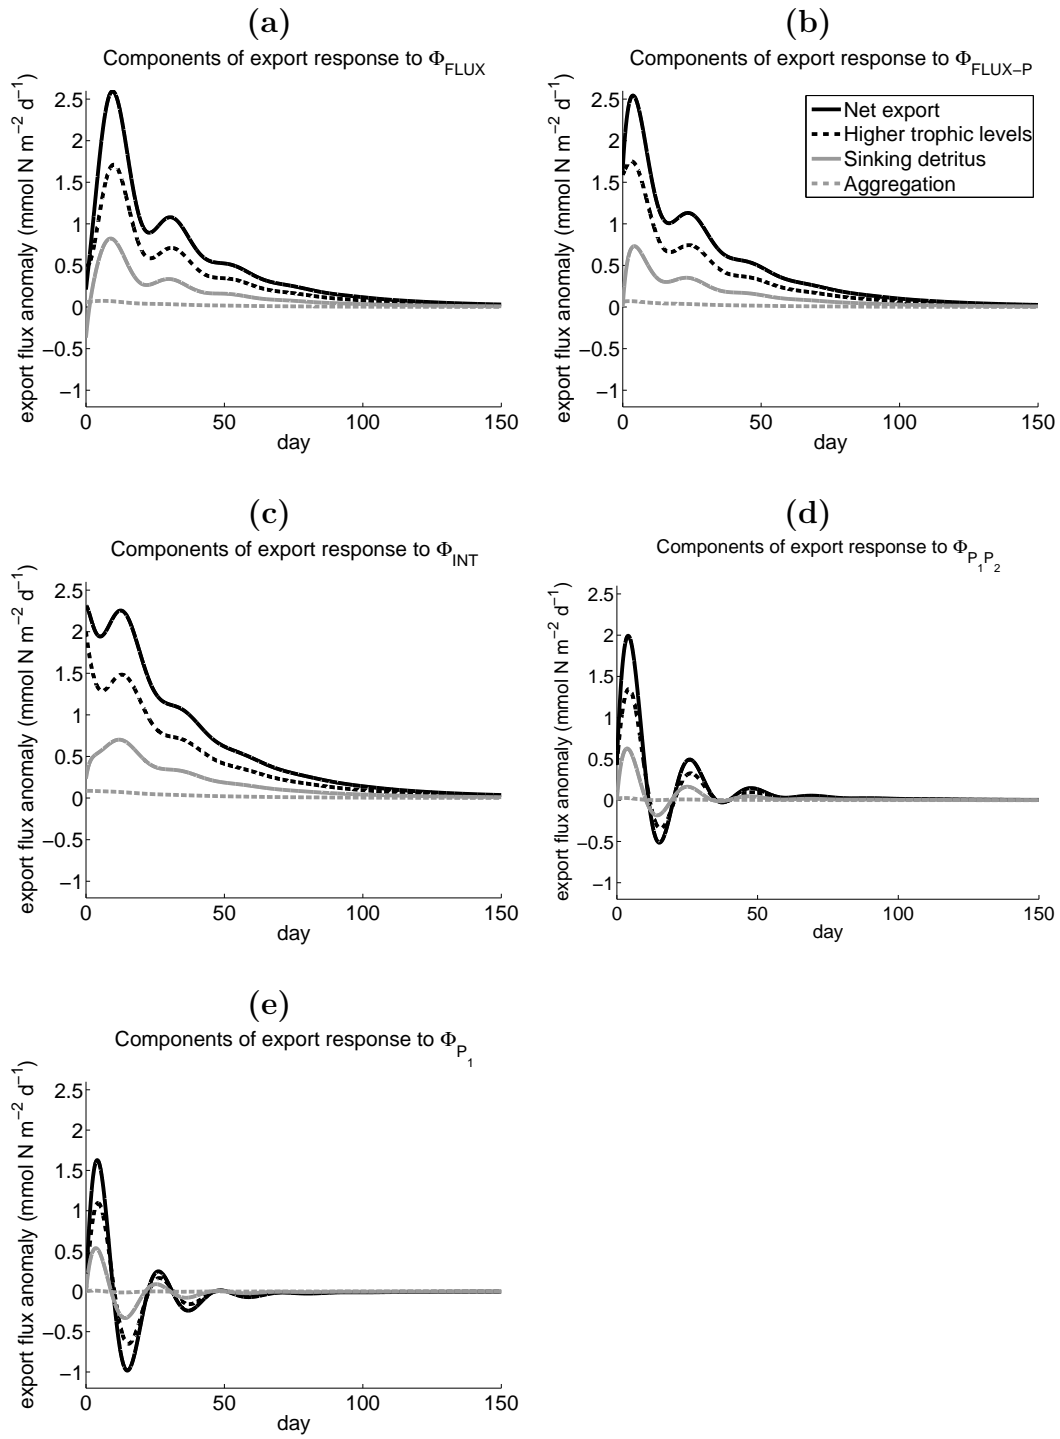 (a)
Components of export response to Φ_FLUX
export flux anomaly (mmol N m⁻² d⁻¹)
2.5
2
1.5
1
0.5
0
−0.5
−1
0 50 100 150
day
(b)
Components of export response to Φ_FLUX−P
export flux anomaly (mmol N m⁻² d⁻¹)
2.5
2
1.5
1
0.5
0
−0.5
−1
Net export
Higher trophic levels
Sinking detritus
Aggregation
0 50 100 150
day
(c)
Components of export response to Φ_INT
export flux anomaly (mmol N m⁻² d⁻¹)
2.5
2
1.5
1
0.5
0
−0.5
−1
0 50 100 150
day
(d)
Components of export response to Φ_P₁P₂
export flux anomaly (mmol N m⁻² d⁻¹)
2.5
2
1.5
1
0.5
0
−0.5
−1
0 50 100 150
day
(e)
Components of export response to Φ_P₁
export flux anomaly (mmol N m⁻² d⁻¹)
2.5
2
1.5
1
0.5
0
−0.5
−1
0 50 100 150
day